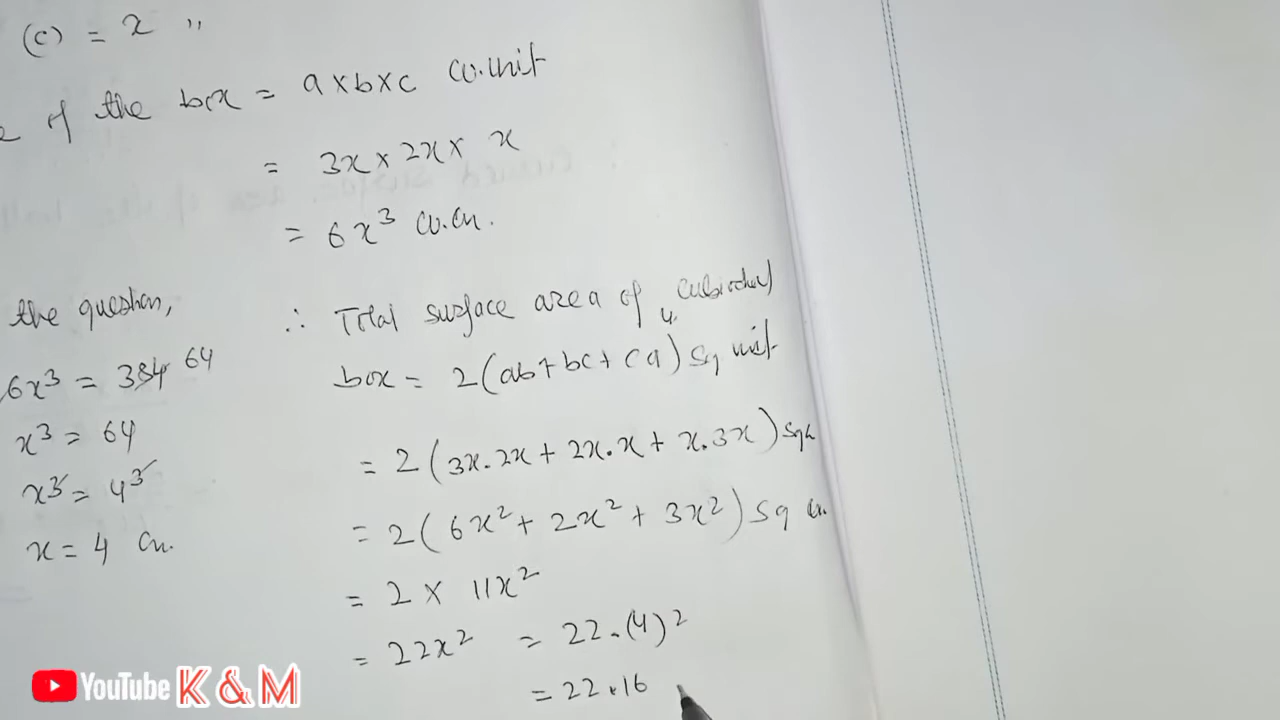 (c) = x "
of the box = a×b×c cu.unit
= 3x × 2x × x
= 6x³ cu.cm.
the question,
6x³ = 384 64
x³ = 64
x³ = 4³
x = 4 cm.
∴ Total surface area of cuboidal
box = 2(ab+bc+ca) sq unit
= 2(3x.2x + 2x.x + x.3x) sq
= 2(6x² + 2x² + 3x²) sq cm.
= 2 × 11x²
= 22x² = 22.(4)²
= 22.16
YouTube K & M